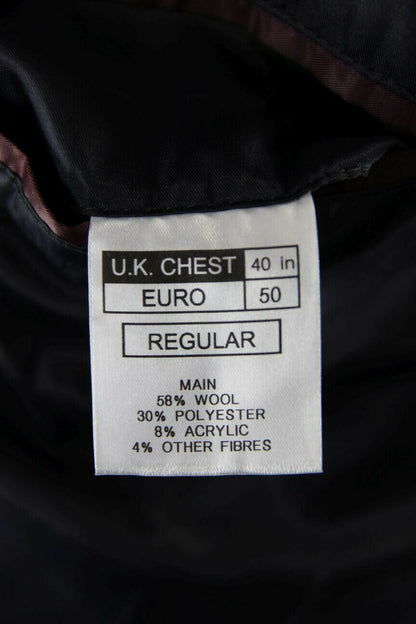 U.K. CHEST 40 in
EURO 50
REGULAR
MAIN
58% WOOL
30% POLYESTER
8% ACRYLIC
4% OTHER FIBRES